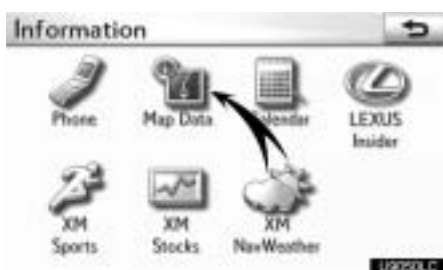 Information
Phone
Map Data
Calendar
LEXUS
Insider
XM
Sports
XM
Stocks
XM
NavWeather